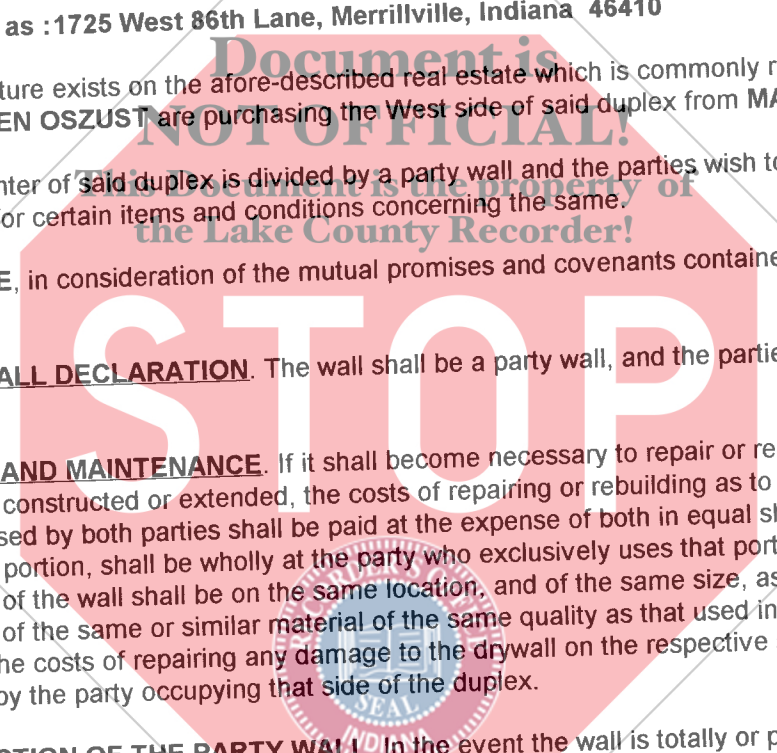 as :1725 West 86th Lane, Merrillville, Indiana 46410
Document is
ture exists on the afore-described real estate which is commonly r
EN OSZUST are purchasing the West side of said duplex from MA
NOT OFFICIAL!
nter of said duplex is divided by a party wall and the parties wish to
This Document is the property of
or certain items and conditions concerning the same.
the Lake County Recorder!
E, in consideration of the mutual promises and covenants containe
STOP
ALL DECLARATION. The wall shall be a party wall, and the partie
AND MAINTENANCE. If it shall become necessary to repair or re
constructed or extended, the costs of repairing or rebuilding as to
sed by both parties shall be paid at the expense of both in equal sh
portion, shall be wholly at the party who exclusively uses that port
of the wall shall be on the same location, and of the same size, as
of the same or similar material of the same quality as that used in
he costs of repairing any damage to the drywall on the respective
by the party occupying that side of the duplex.
SEAL
CTION OF THE PARTY WALL. In the event the wall is totally or p